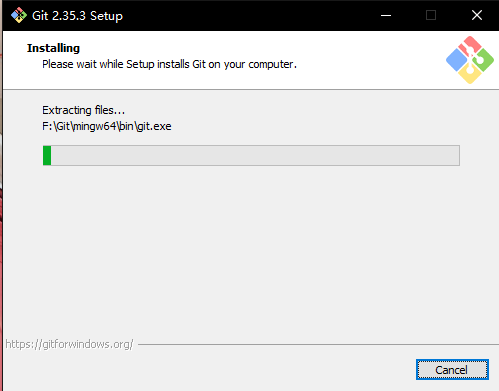 Git 2.35.3 Setup
Installing
Please wait while Setup installs Git on your computer.
Extracting files...
F:\Git\mingw64\bin\git.exe
https://gitforwindows.org/
Cancel